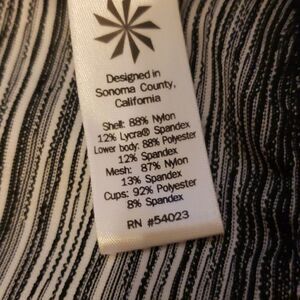 Designed in
Sonoma County,
California
Shell: 88% Nylon
12% Lycra® Spandex
Lower body: 88% Polyester
12% Spandex
Mesh: 87% Nylon
13% Spandex
Cups: 92% Polyester
8% Spandex
RN #54023